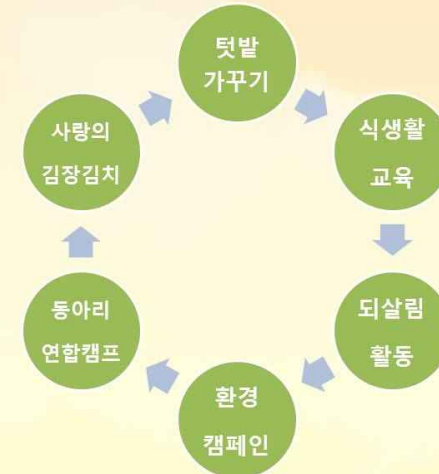 텃밭
가꾸기
식생활
교육
되살림
활동
환경
캠페인
동아리
연합캠프
사랑의
김장김치